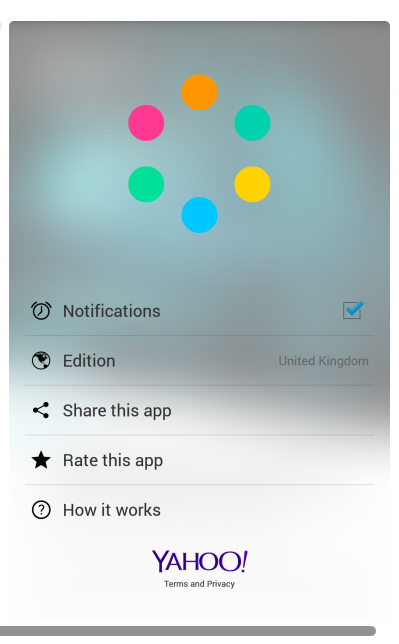 Notifications
Edition United Kingdom
Share this app
Rate this app
How it works
YAHOO!
Terms and Privacy